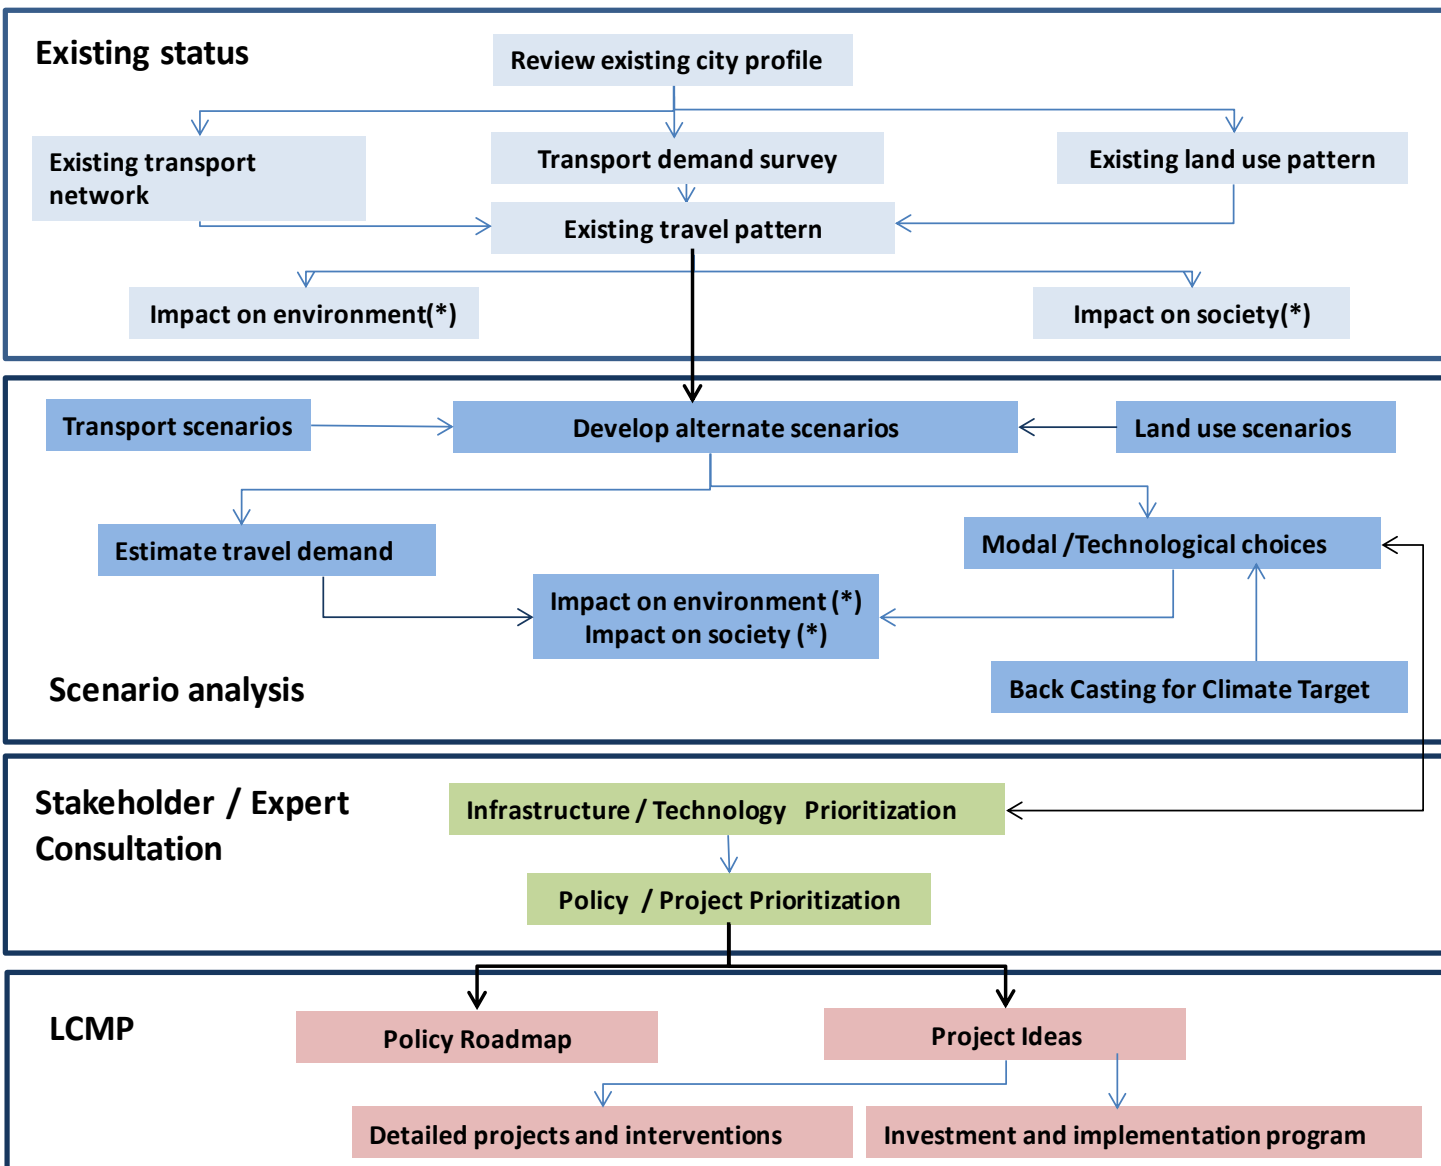 Existing status
Review existing city profile
Existing transport
network
Transport demand survey
Existing land use pattern
Existing travel pattern
Impact on environment(*)
Impact on society(*)
Transport scenarios
Develop alternate scenarios
Land use scenarios
Estimate travel demand
Modal /Technological choices
Impact on environment (*)
Impact on society (*)
Scenario analysis
Back Casting for Climate Target
Stakeholder / Expert
Consultation
Infrastructure / Technology Prioritization
Policy / Project Prioritization
LCMP
Policy Roadmap
Project Ideas
Detailed projects and interventions
Investment and implementation program